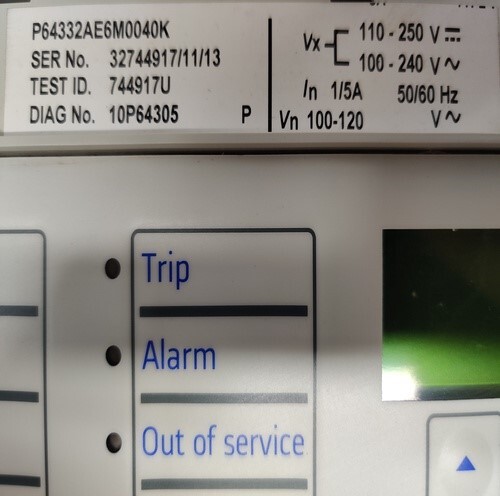 P64332AE6M0040K
SER No. 32744917/11/13
TEST ID. 744917U
DIAG No. 10P64305 P
Vx 110 - 250 V ⎓
100 - 240 V ∿
In 1/5A 50/60 Hz
Vn 100-120 V ∿
Trip
Alarm
Out of service